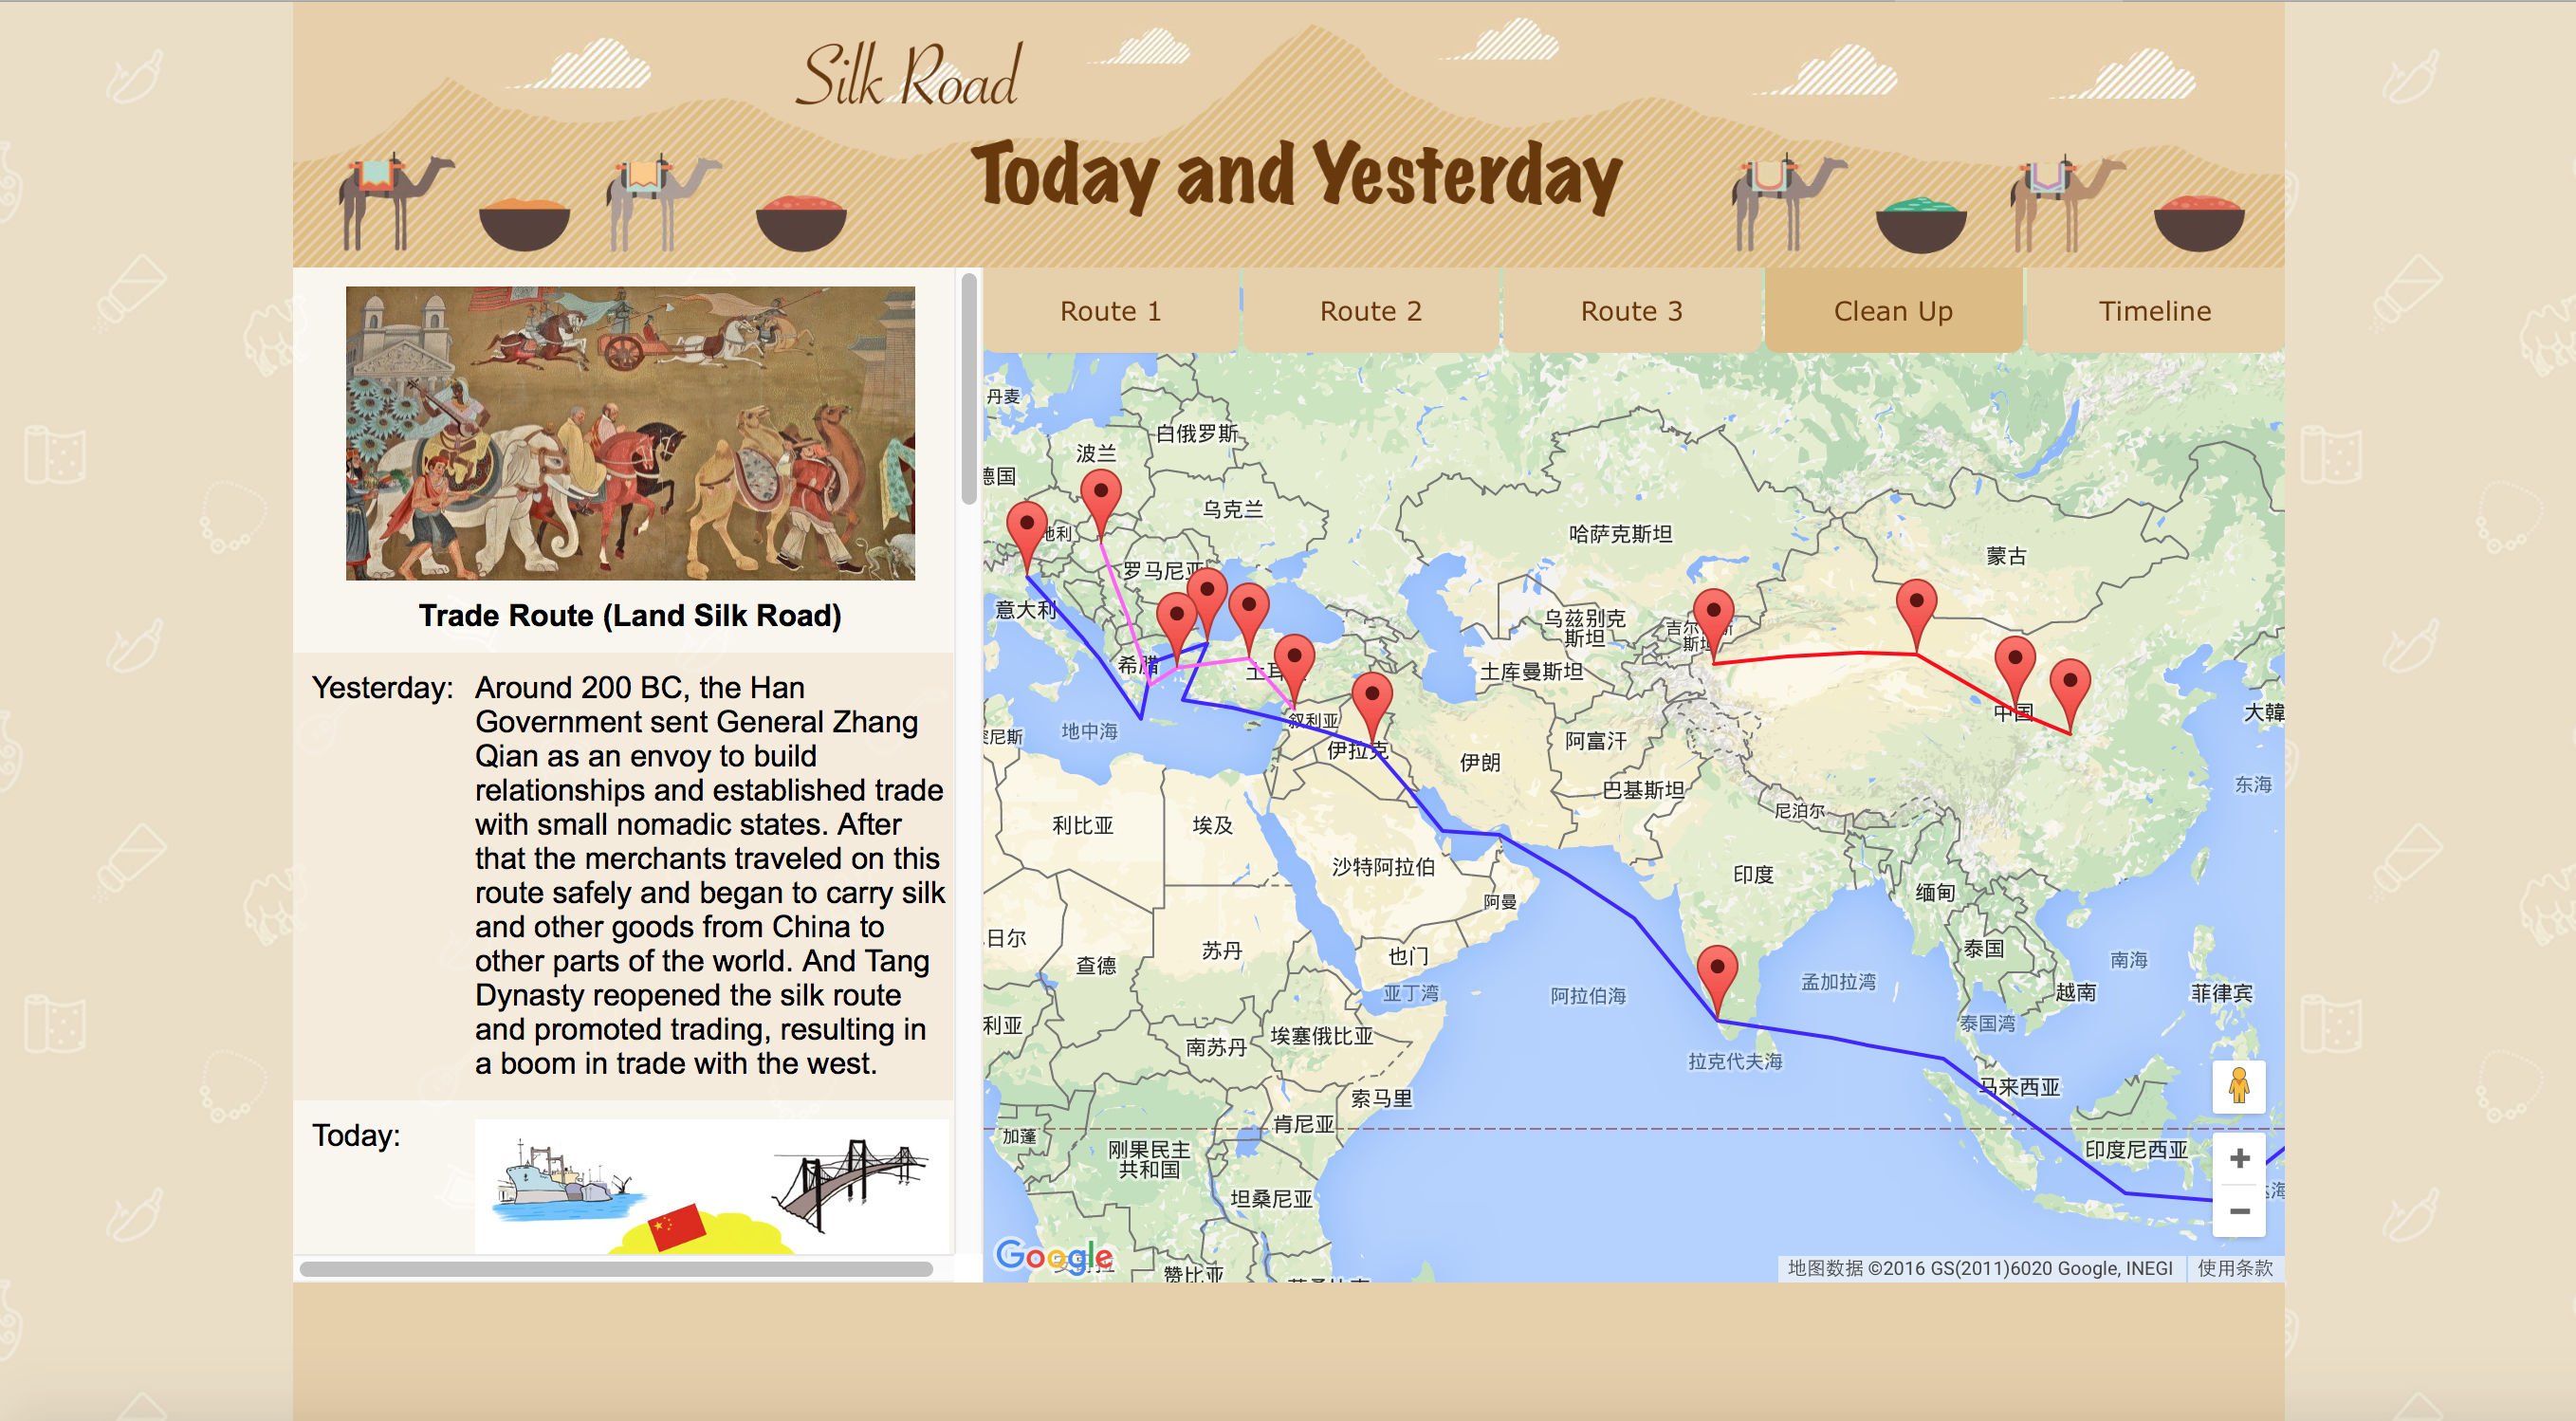 Silk Road
Today and Yesterday
Route 1
Route 2
Route 3
Clean Up
Timeline
Trade Route (Land Silk Road)
Yesterday:
Around 200 BC, the Han
Government sent General Zhang
Qian as an envoy to build
relationships and established trade
with small nomadic states. After
that the merchants traveled on this
route safely and began to carry silk
and other goods from China to
other parts of the world. And Tang
Dynasty reopened the silk route
and promoted trading, resulting in
a boom in trade with the west.
Today:
丹麦
白俄罗斯
波兰
德国
乌克兰
地利
哈萨克斯坦
蒙古
罗马尼亚
意大利
乌兹别克
斯坦
希腊
土库曼斯坦
中国
大韓
叙利亚
地中海
突尼斯
伊拉克
伊朗
阿富汗
巴基斯坦
东海
尼泊尔
利比亚
埃及
沙特阿拉伯
印度
缅甸
阿曼
日尔
苏丹
查德
也门
泰国
南海
亚丁湾
阿拉伯海
孟加拉湾
越南
菲律宾
利亚
埃塞俄比亚
泰国湾
南苏丹
拉克代夫海
马来西亚
索马里
肯尼亚
加蓬
刚果民主
共和国
印度尼西亚
坦桑尼亚
Google
赞比亚
地图数据 ©2016 GS(2011)6020 Google, INEGI
使用条款